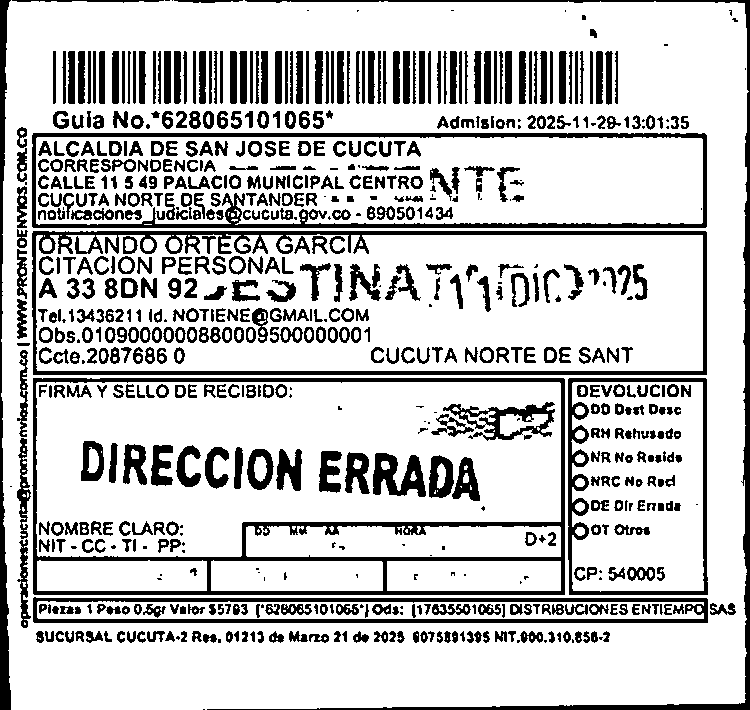 Guia No.*628065101065*
Admision: 2025-11-29-13:01:35
ALCALDIA DE SAN JOSE DE CUCUTA
CORRESPONDENCIA
CALLE 11 5 49 PALACIO MUNICIPAL CENTRO
NTE
CUCUTA NORTE DE SANTANDER
notificaciones_judiciales@cucuta.gov.co - 890501434
ORLANDO ORTEGA GARCIA
CITACION PERSONAL
A 33 8DN 92
11 DIC 2025
Tel.13436211 Id. NOTIENE@GMAIL.COM
Obs.0109000000880009500000001
Ccte.2087686 0
CUCUTA NORTE DE SANT
FIRMA Y SELLO DE RECIBIDO:
DIRECCION ERRADA
NOMBRE CLARO:
NIT - CC - TI - PP:
DD MM AA HORA
D+2
DEVOLUCION
DD Dest Desc
RH Rehusado
NR No Reside
NRC No Recl
DE Dir Errada
OT Otros
CP: 540005
Piezas 1 Peso 0.5gr Valor $5793 [*628065101065*] Ods: [17635501065] DISTRIBUCIONES ENTIEMPO SAS
SUCURSAL CUCUTA-2 Res. 01213 de Marzo 21 de 2025 6075891395 NIT.900.310.856-2
operacionescucuta@prontoenvios.com.co | WWW.PRONTOENVIOS.COM.CO